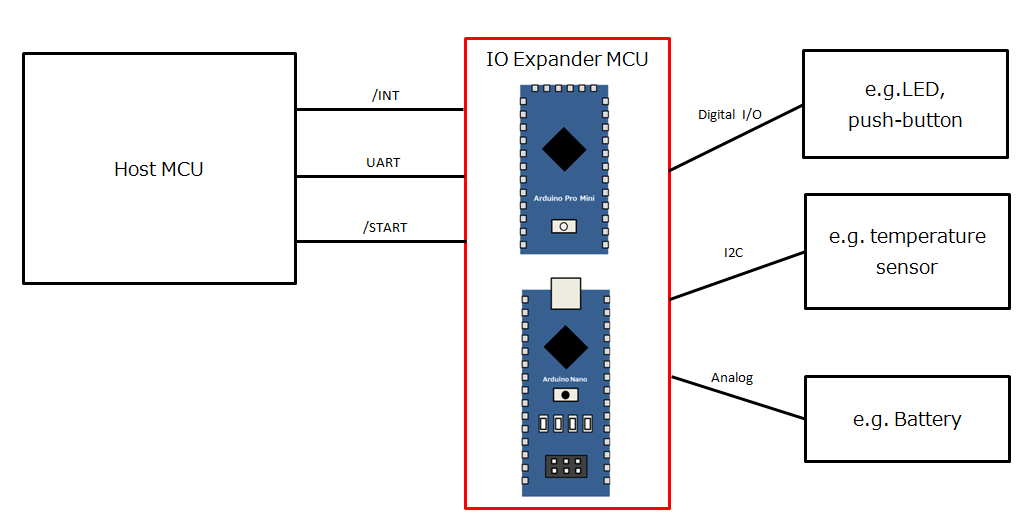 IO Expander MCU
Host MCU
/INT
UART
/START
Arduino Pro Mini
Arduino Nano
Digital I/O
I2C
Analog
e.g.LED,
push-button
e.g. temperature
sensor
e.g. Battery